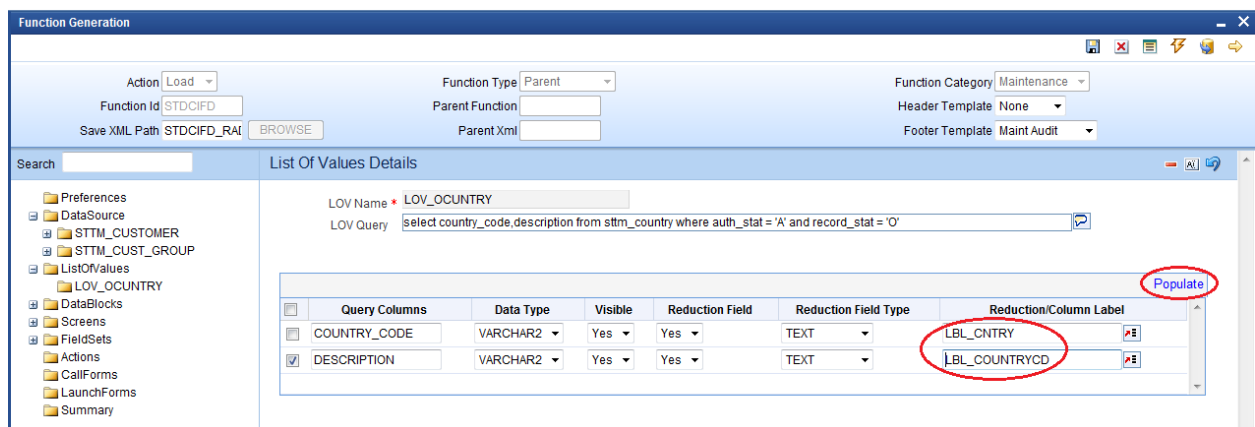 Function Generation
Action Load Function Type Parent Function Category Maintenance
Function Id STDCIFD Parent Function Header Template None
Save XML Path STDCIFD_RAD BROWSE Parent Xml Footer Template Maint Audit
Search List Of Values Details
Preferences
DataSource
STTM_CUSTOMER
STTM_CUST_GROUP
ListOfValues
LOV_OCUNTRY
DataBlocks
Screens
FieldSets
Actions
CallForms
LaunchForms
Summary
LOV Name * LOV_OCUNTRY
LOV Query select country_code,description from sttm_country where auth_stat = 'A' and record_stat = 'O'
Populate
Query Columns Data Type Visible Reduction Field Reduction Field Type Reduction/Column Label
COUNTRY_CODE VARCHAR2 Yes Yes TEXT LBL_CNTRY
DESCRIPTION VARCHAR2 Yes Yes TEXT LBL_COUNTRYCD